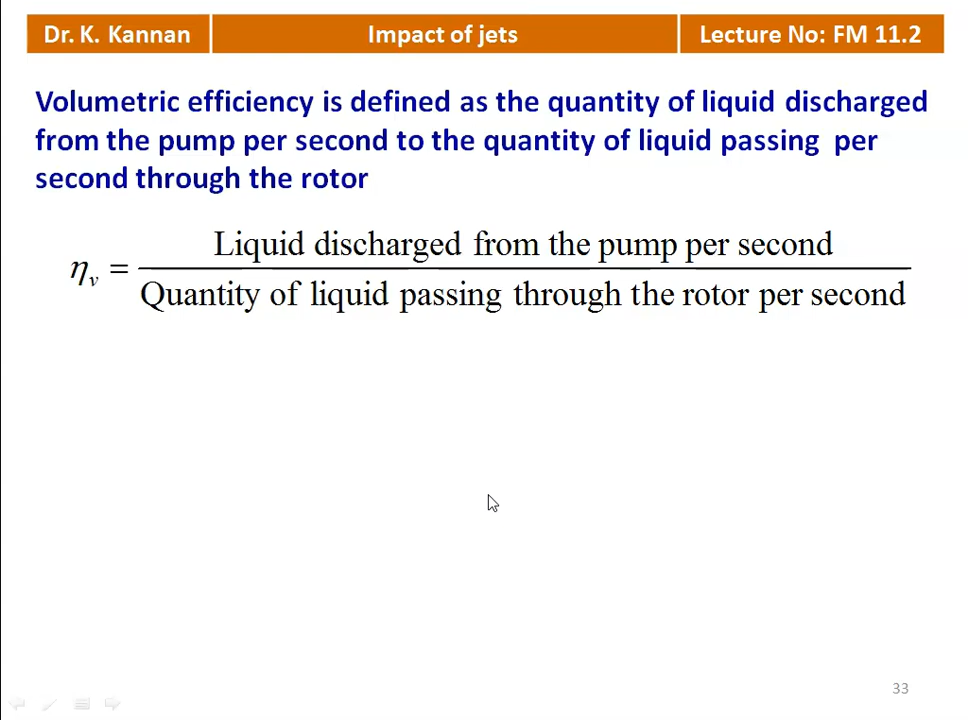 Dr. K. Kannan Impact of jets Lecture No: FM 11.2
Volumetric efficiency is defined as the quantity of liquid discharged
from the pump per second to the quantity of liquid passing per
second through the rotor
Liquid discharged from the pump per second
ηv =
Quantity of liquid passing through the rotor per second
33